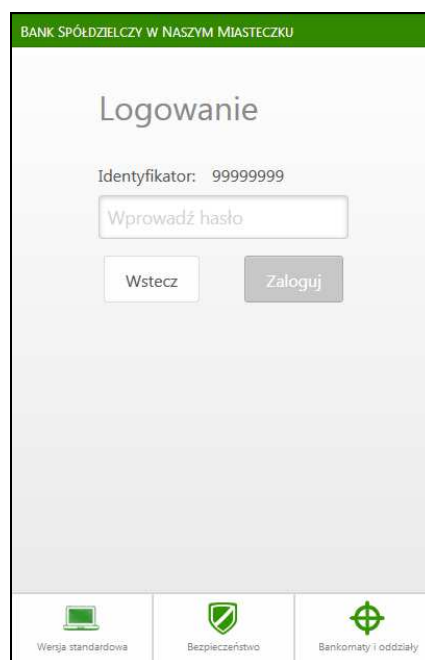 BANK SPÓŁDZIELCZY W NASZYM MIASTECZKU
Logowanie
Identyfikator: 99999999
Wprowadź hasło
Wstecz Zaloguj
Wersja standardowa Bezpieczeństwo Bankomaty i oddziały